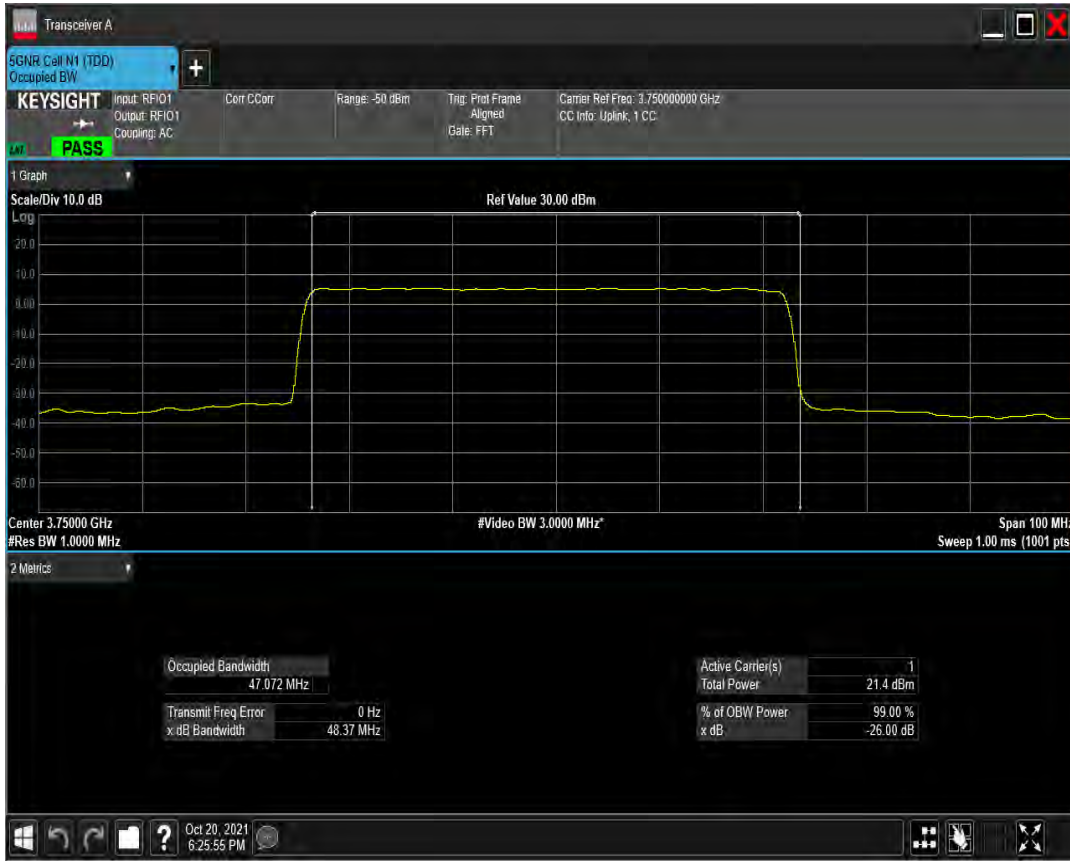 Transceiver A
5GNR Cell N1 (TDD)
Occupied BW
+
KEYSIGHT
Input: RFIO1
Output: RFIO1
Coupling: AC
Corr CCorr
Range: -50 dBm
Trig: Prot Frame
Aligned
Gate: FFT
Carrier Ref Freq: 3.750000000 GHz
CC Info: Uplink, 1 CC
PASS
1 Graph
Scale/Div 10.0 dB
Ref Value 30.00 dBm
Log
20.0
10.0
0.00
-10.0
-20.0
-30.0
-40.0
-50.0
-60.0
Center 3.75000 GHz
#Video BW 3.0000 MHz*
Span 100 MHz
#Res BW 1.0000 MHz
Sweep 1.00 ms (1001 pts
2 Metrics
Occupied Bandwidth
47.072 MHz
Transmit Freq Error 0 Hz
x dB Bandwidth 48.37 MHz
Active Carrier(s) 1
Total Power 21.4 dBm
% of OBW Power 99.00 %
x dB -26.00 dB
Oct 20, 2021
6:25:55 PM